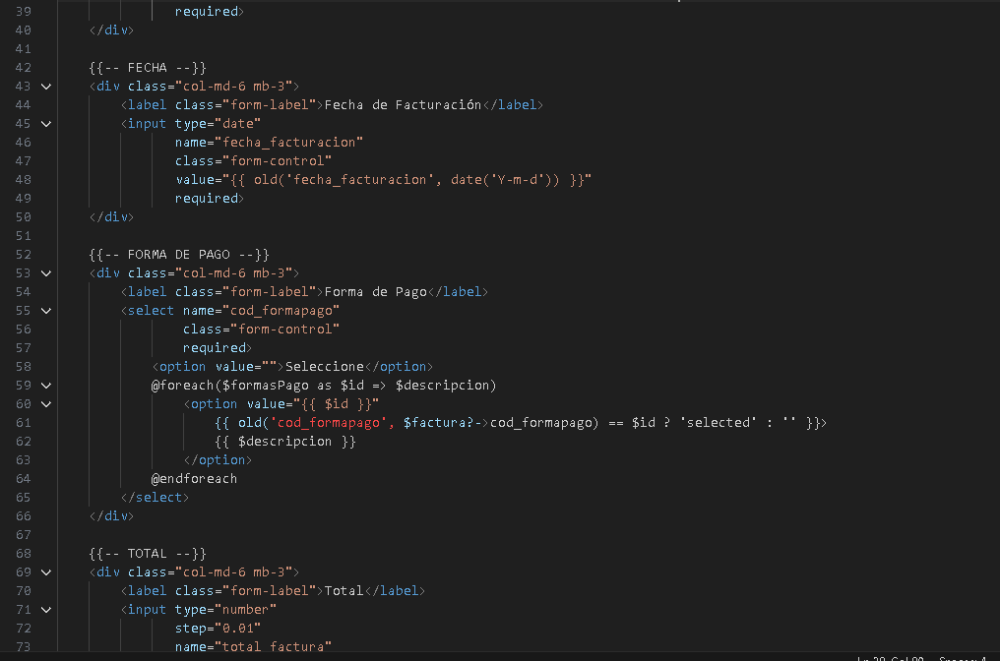 39 required>
40 </div>
41
42 {{-- FECHA --}}
43 <div class="col-md-6 mb-3">
44 <label class="form-label">Fecha de Facturación</label>
45 <input type="date"
46 name="fecha_facturacion"
47 class="form-control"
48 value="{{ old('fecha_facturacion', date('Y-m-d')) }}"
49 required>
50 </div>
51
52 {{-- FORMA DE PAGO --}}
53 <div class="col-md-6 mb-3">
54 <label class="form-label">Forma de Pago</label>
55 <select name="cod_formapago"
56 class="form-control"
57 required>
58 <option value="">Seleccione</option>
59 @foreach($formasPago as $id => $descripcion)
60 <option value="{{ $id }}"
61 {{ old('cod_formapago', $factura?->cod_formapago) == $id ? 'selected' : '' }}>
62 {{ $descripcion }}
63 </option>
64 @endforeach
65 </select>
66 </div>
67
68 {{-- TOTAL --}}
69 <div class="col-md-6 mb-3">
70 <label class="form-label">Total</label>
71 <input type="number"
72 step="0.01"
73 name="total_factura"